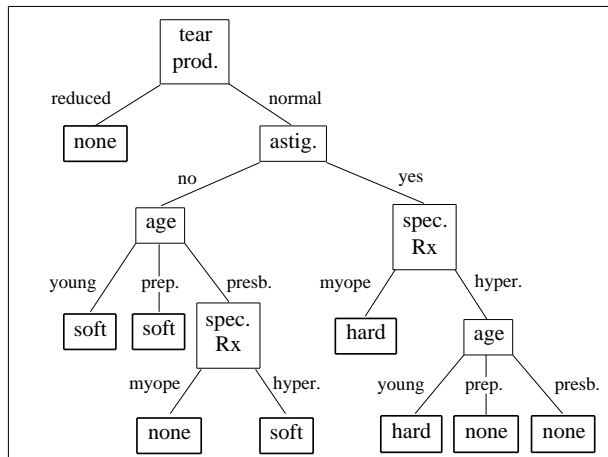 tear
prod.
reduced
normal
none
astig.
no
yes
age
spec.
Rx
young
prep.
presb.
myope
hyper.
soft
soft
spec.
Rx
hard
age
myope
hyper.
young
prep.
presb.
none
soft
hard
none
none